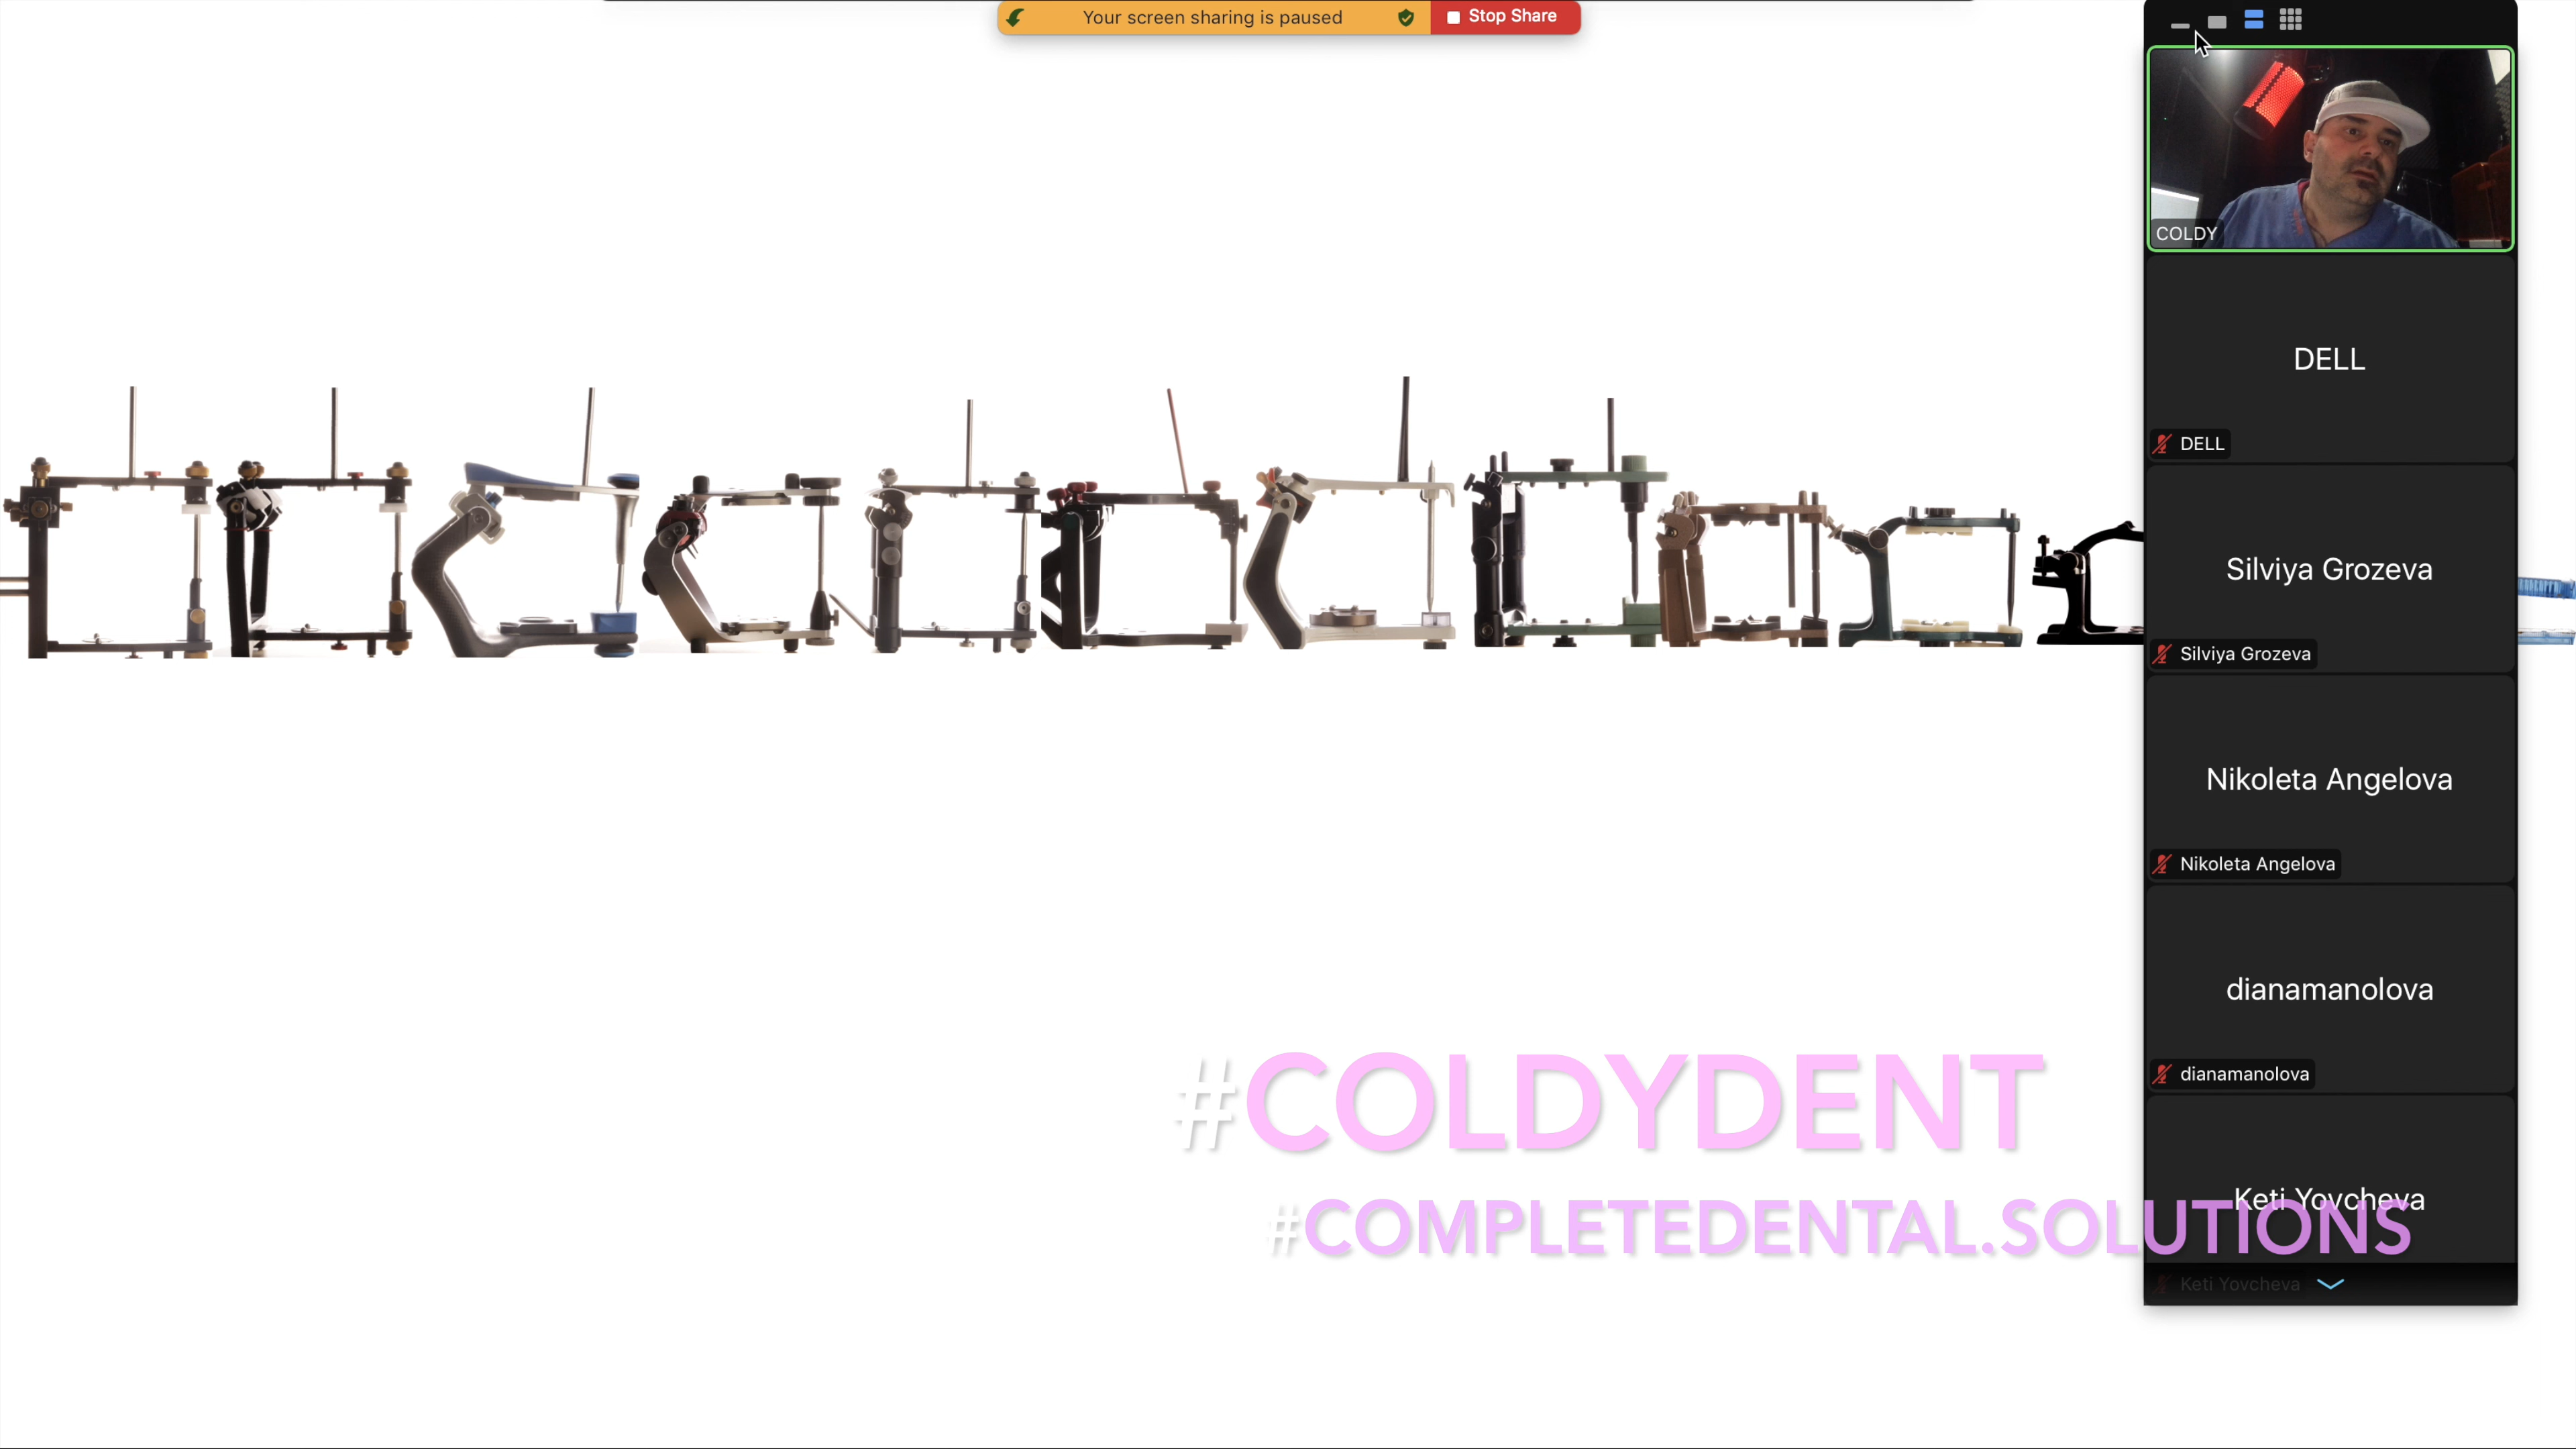 Your screen sharing is paused
Stop Share
COLDY
DELL
DELL
Silviya Grozeva
Silviya Grozeva
Nikoleta Angelova
Nikoleta Angelova
dianamanolova
dianamanolova
#COLDYDENT
Keti Yovcheva
#COMPLETEDENTAL.SOLUTIONS
Keti Yovcheva